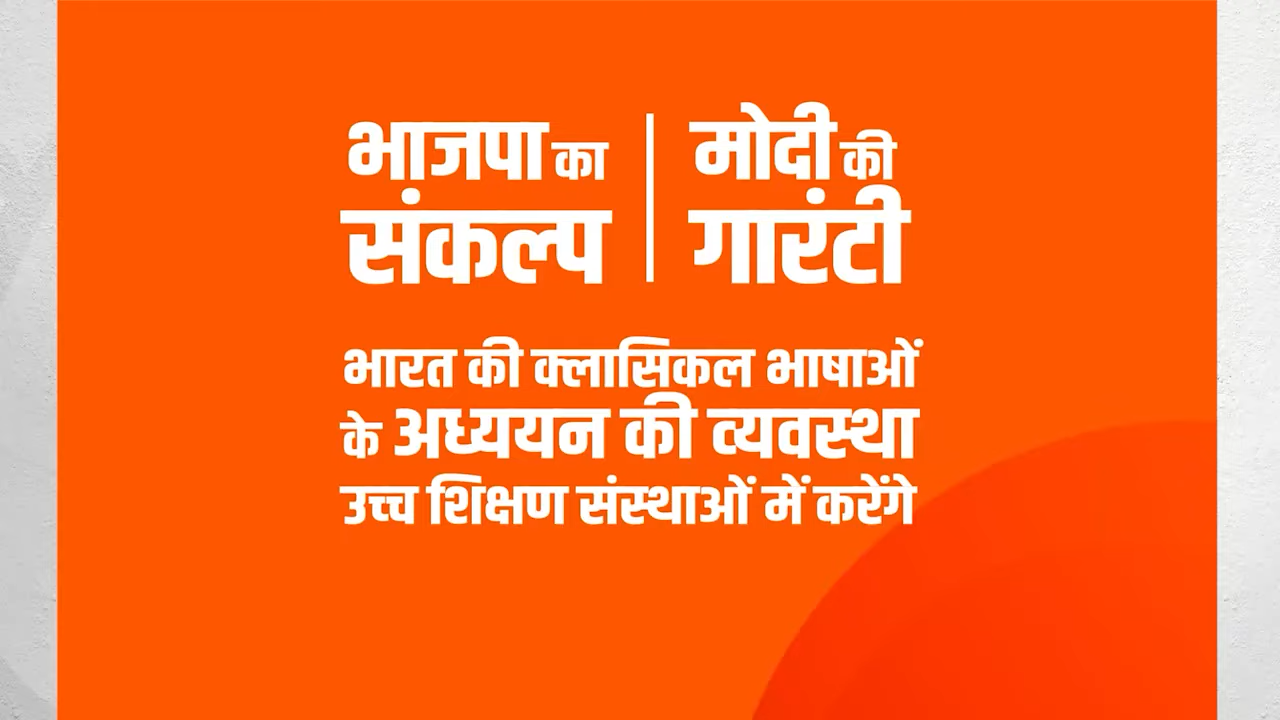 भाजपा का
संकल्प
मोदी की
गारंटी
भारत की क्लासिकल भाषाओं
के अध्ययन की व्यवस्था
उच्च शिक्षण संस्थाओं में करेंगे